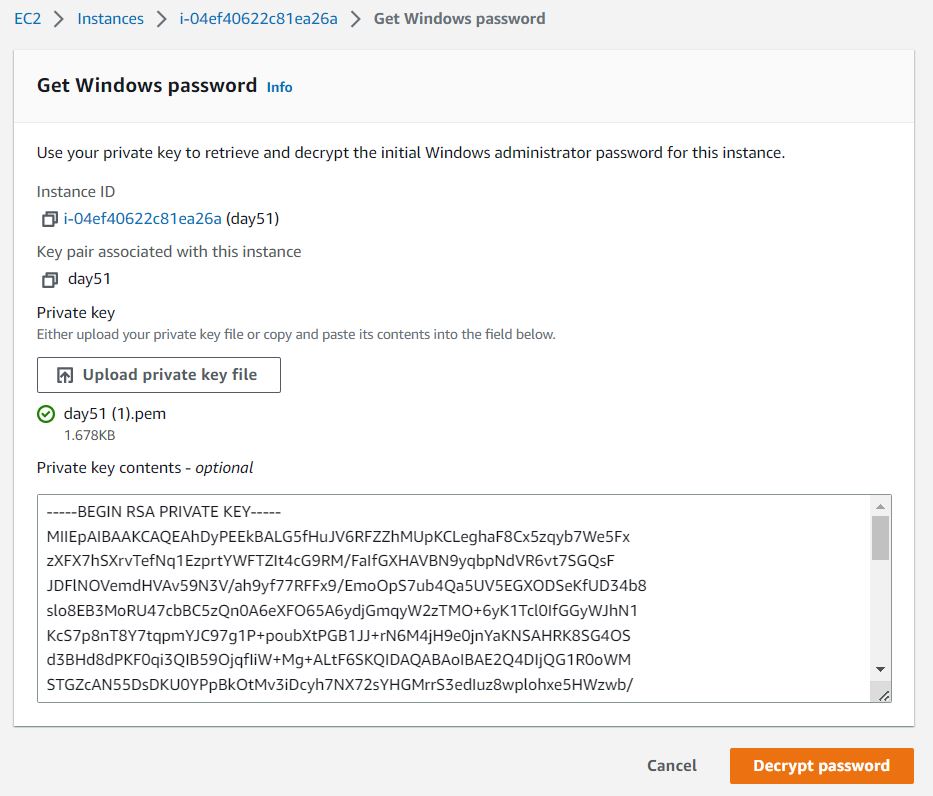 EC2 > Instances > i-04ef40622c81ea26a > Get Windows password
Get Windows password Info
Use your private key to retrieve and decrypt the initial Windows administrator password for this instance.
Instance ID
i-04ef40622c81ea26a (day51)
Key pair associated with this instance
day51
Private key
Either upload your private key file or copy and paste its contents into the field below.
Upload private key file
day51 (1).pem
1.678KB
Private key contents - optional
-----BEGIN RSA PRIVATE KEY-----
MIIEpAIBAAKCAQEAhDyPEEkBALG5fHuJV6RFZZhMUpKCLeghaF8Cx5zqyb7We5Fx
zXFX7hSXrvTefNq1EzprtYWFTZIt4cG9RM/FaIfGXHAVBN9yqbpNdVR6vt7SGQsF
JDFlNOVemdHVAv59N3V/ah9yf77RFFx9/EmoOpS7ub4Qa5UV5EGXODSeKfUD34b8
slo8EB3MoRU47cbBC5zQn0A6eXFO65A6ydjGmqyW2zTMO+6yK1Tcl0IfGGyWJhN1
KcS7p8nT8Y7tqpmYJC97g1P+poubXtPGB1JJ+rN6M4jH9e0jnYaKNSAHRK8SG4OS
d3BHd8dPKF0qi3QIB59OjqfIiW+Mg+ALtF6SKQIDAQABAoIBAE2Q4DIjQG1R0oWM
STGZcAN55DsDKU0YPpBkOtMv3iDcyh7NX72sYHGMrrS3edIuz8wplohxe5HWzwb/
Cancel
Decrypt password